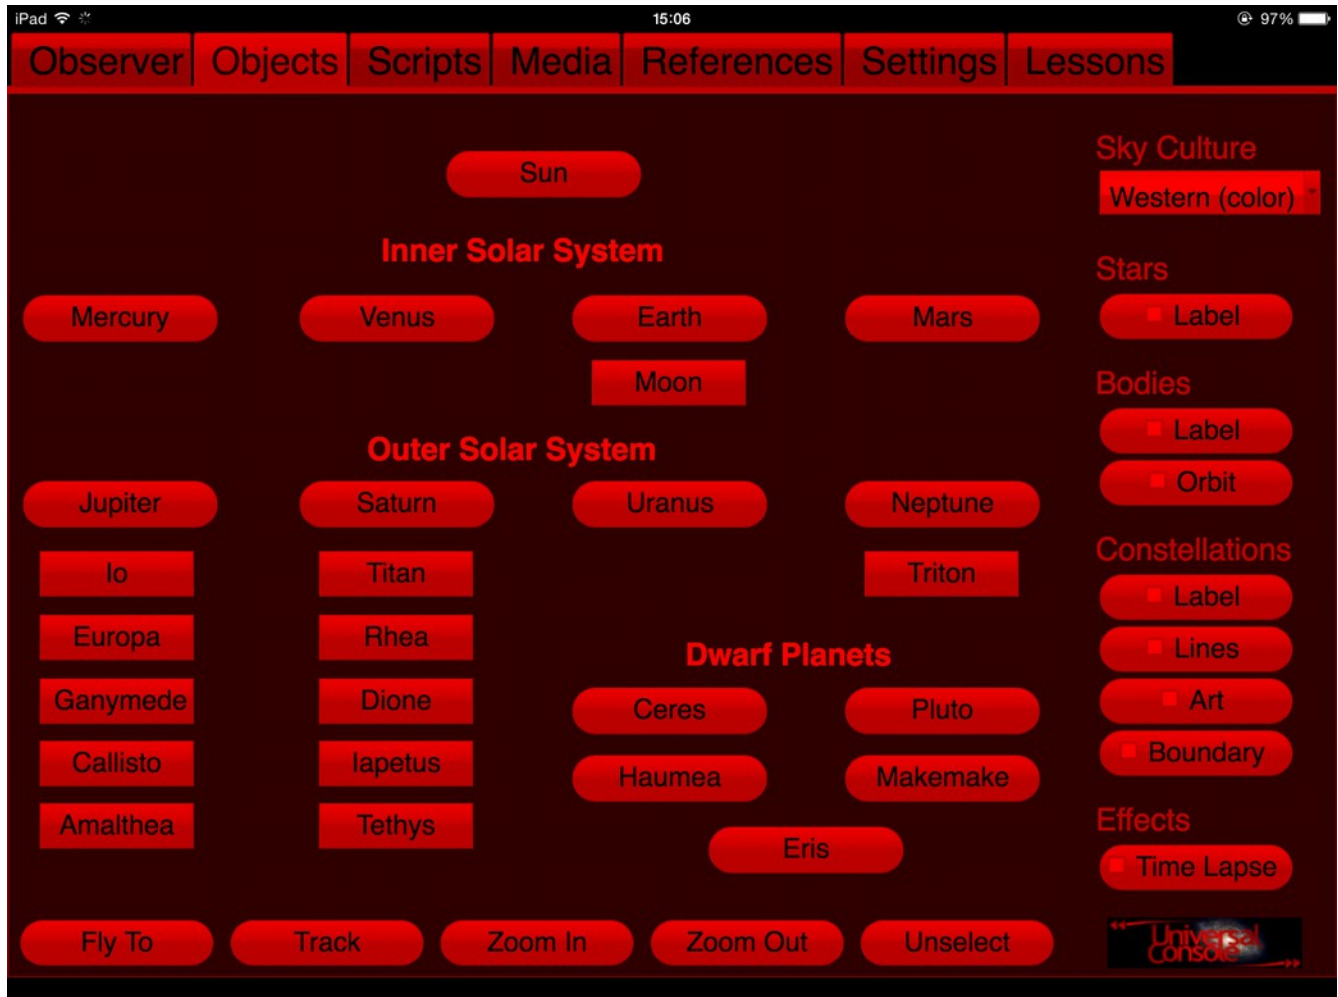 iPad 15:06 97%
Observer Objects Scripts Media References Settings Lessons
Sun
Inner Solar System
Mercury Venus Earth Mars
Moon
Outer Solar System
Jupiter Saturn Uranus Neptune
Io Titan Triton
Europa Rhea
Ganymede Dione
Callisto Iapetus
Amalthea Tethys
Dwarf Planets
Ceres Pluto
Haumea Makemake
Eris
Sky Culture
Western (color)
Stars
Label
Bodies
Label
Orbit
Constellations
Label
Lines
Art
Boundary
Effects
Time Lapse
Fly To Track Zoom In Zoom Out Unselect
Universal
Console